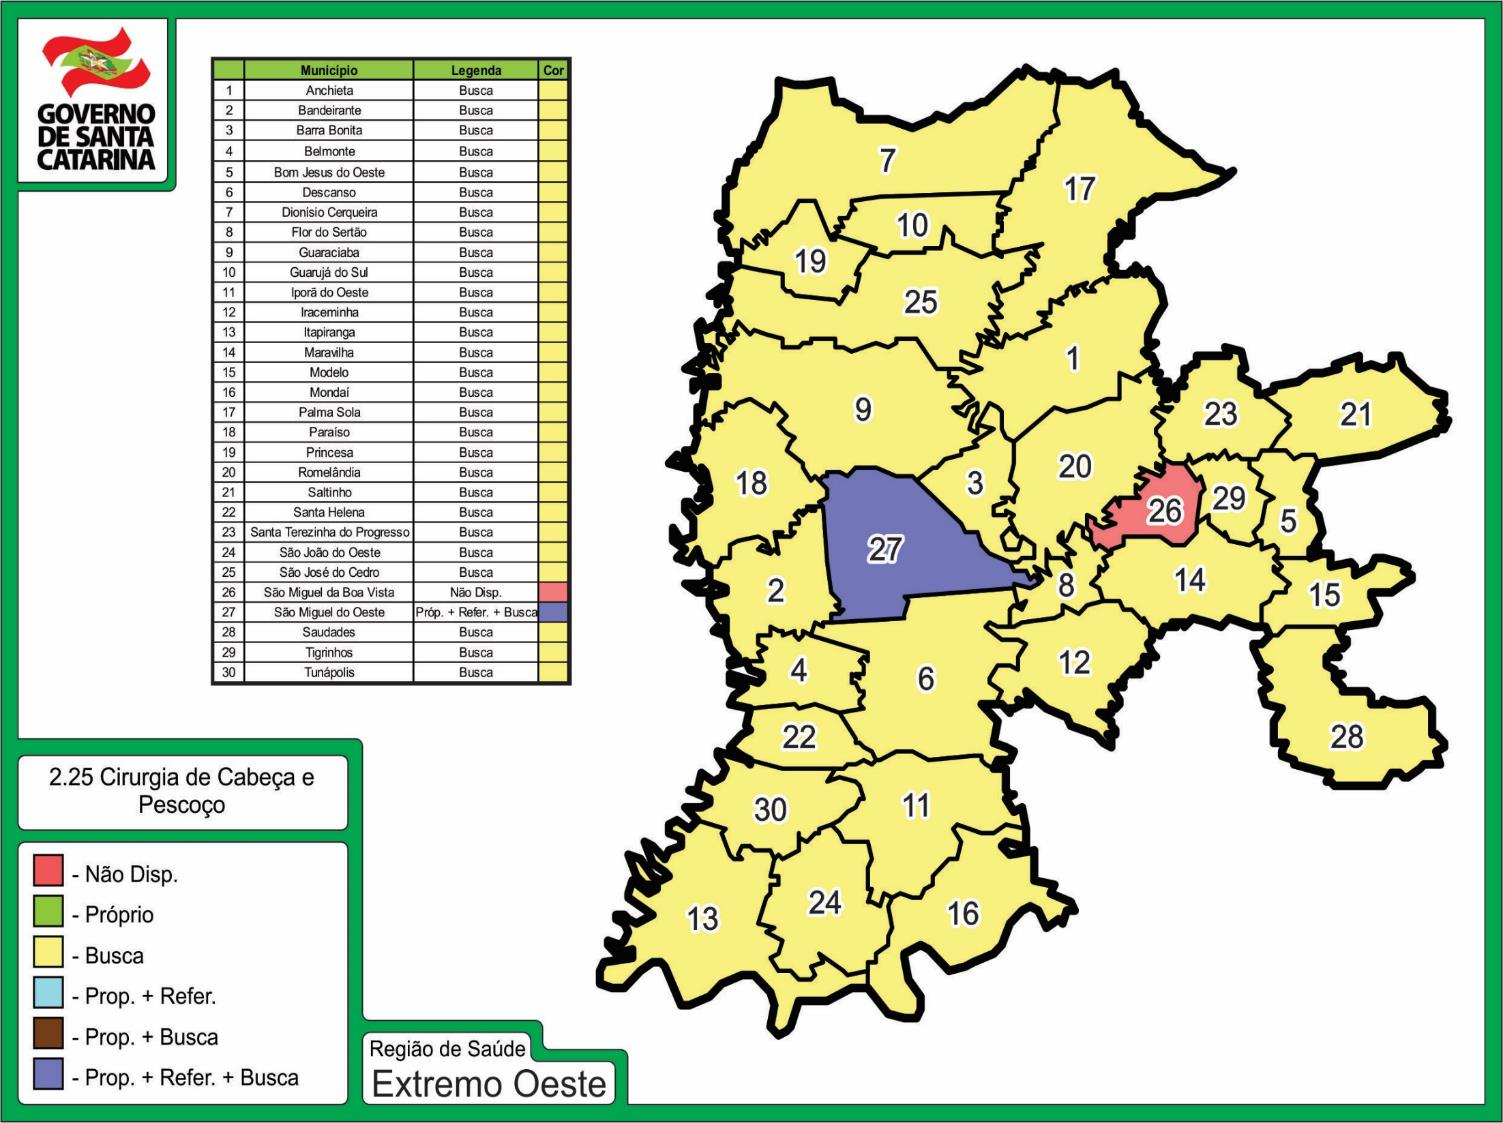 GOVERNO
DE SANTA
CATARINA
Município Legenda Cor
1 Anchieta Busca
2 Bandeirante Busca
3 Barra Bonita Busca
4 Belmonte Busca
5 Bom Jesus do Oeste Busca
6 Descanso Busca
7 Dionísio Cerqueira Busca
8 Flor do Sertão Busca
9 Guaraciaba Busca
10 Guarujá do Sul Busca
11 Iporã do Oeste Busca
12 Iraceminha Busca
13 Itapiranga Busca
14 Maravilha Busca
15 Modelo Busca
16 Mondaí Busca
17 Palma Sola Busca
18 Paraíso Busca
19 Princesa Busca
20 Romelândia Busca
21 Saltinho Busca
22 Santa Helena Busca
23 Santa Terezinha do Progresso Busca
24 São João do Oeste Busca
25 São José do Cedro Busca
26 São Miguel da Boa Vista Não Disp.
27 São Miguel do Oeste Próp. + Refer. + Busca
28 Saudades Busca
29 Tigrinhos Busca
30 Tunápolis Busca
7
17
10
19
25
1
9
23
21
20
18
3
29
26
5
27
8
14
2
15
12
4
6
22
28
30
11
24
13
16
2.25 Cirurgia de Cabeça e
Pescoço
- Não Disp.
- Próprio
- Busca
- Prop. + Refer.
- Prop. + Busca
- Prop. + Refer. + Busca
Região de Saúde
Extremo Oeste